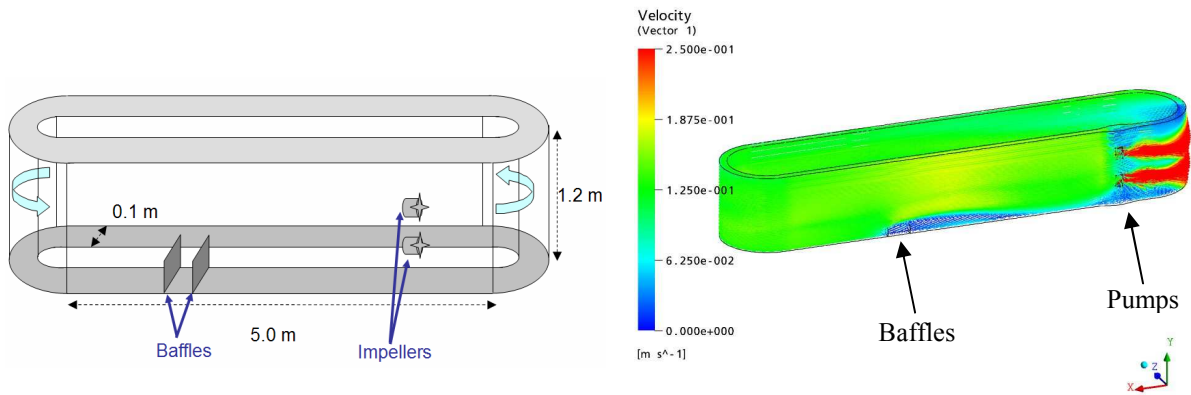 0.1 m
1.2 m
5.0 m
Baffles
Impellers
Velocity
(Vector 1)
2.500e-001
1.875e-001
1.250e-001
6.250e-002
0.000e+000
[m s^-1]
Baffles
Pumps
Y
Z
X